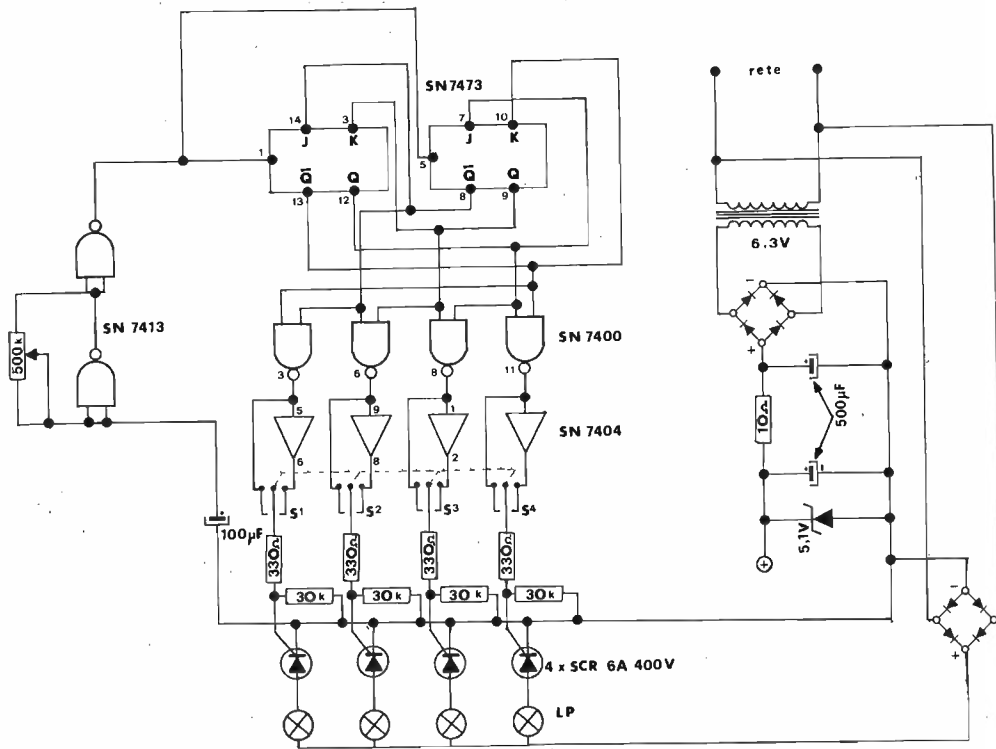 SN7473
rete
14
3
7
10
J
K
J
K
1
5
Q̄
Q
Q̄
Q
13
12
8
9
6.3V
-
SN 7413
500k
SN 7400
3
6
8
11
+
+
10Ω
500µF
5
9
1
SN 7404
6
8
2
+
-
S1
S2
S3
S4
+
100µF
5,1V
330Ω
330Ω
330Ω
330Ω
+
30k
30k
30k
30k
-
4 x SCR 6A 400V
+
LP